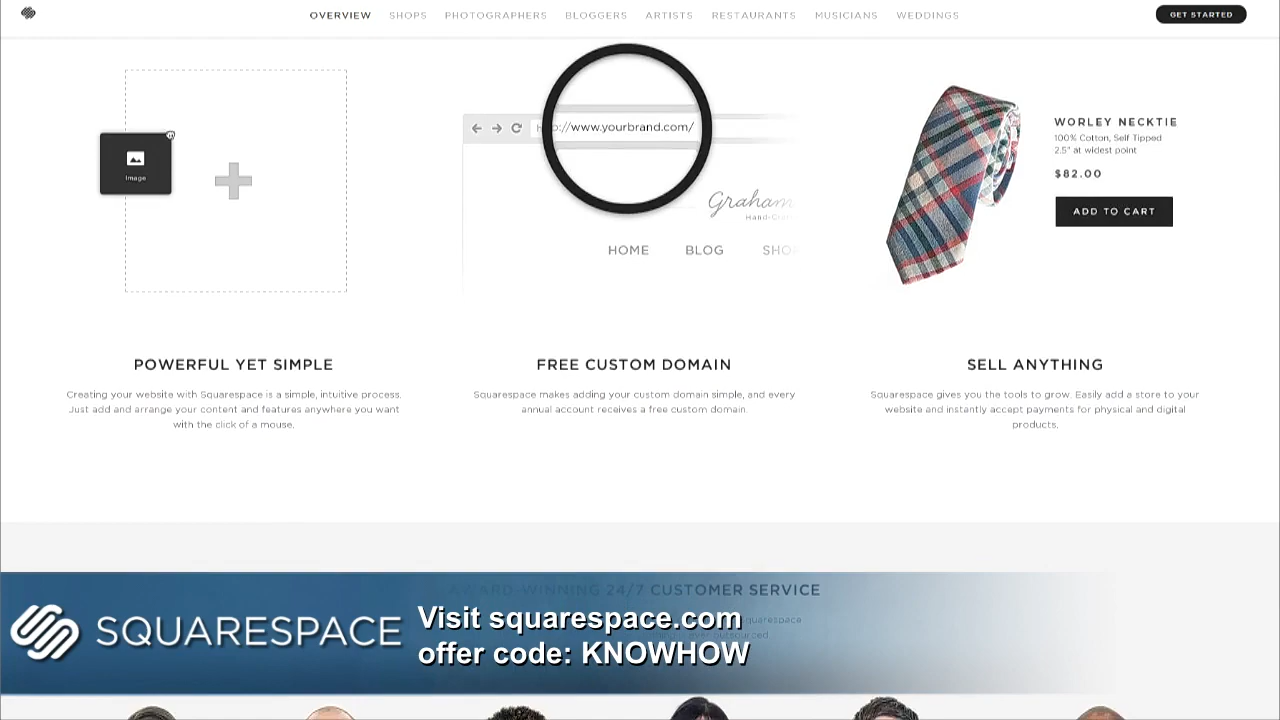 OVERVIEW SHOPS PHOTOGRAPHERS BLOGGERS ARTISTS RESTAURANTS MUSICIANS WEDDINGS GET STARTED
Image
://www.yourbrand.com/
Graham
Hand-Cra
HOME BLOG SHO
WORLEY NECKTIE
100% Cotton, Self Tipped
2.5" at widest point
$82.00
ADD TO CART
POWERFUL YET SIMPLE
Creating your website with Squarespace is a simple, intuitive process.
Just add and arrange your content and features anywhere you want
with the click of a mouse.
FREE CUSTOM DOMAIN
Squarespace makes adding your custom domain simple, and every
annual account receives a free custom domain.
SELL ANYTHING
Squarespace gives you the tools to grow. Easily add a store to your
website and instantly accept payments for physical and digital
products.
AWARD-WINNING 24/7 CUSTOMER SERVICE
SQUARESPACE
Visit squarespace.com
offer code: KNOWHOW